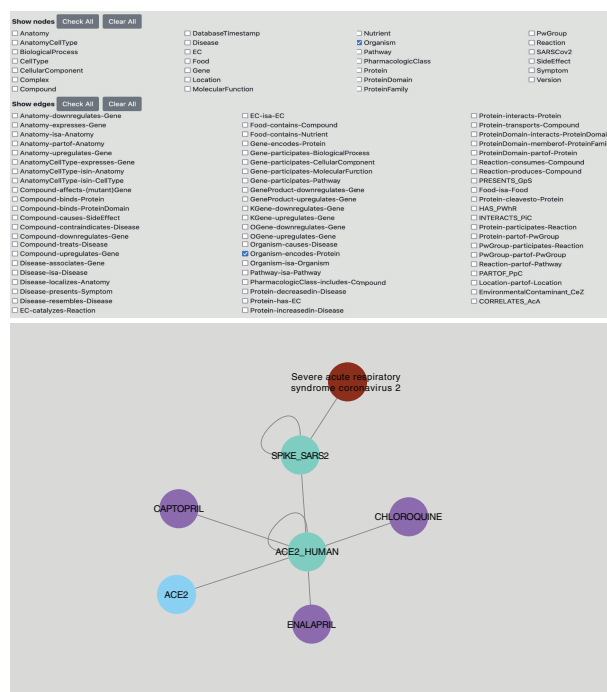 Show nodes Check All Clear All
Anatomy DatabaseTimestamp Nutrient PwGroup
AnatomyCellType Disease Organism Reaction
BiologicalProcess EC Pathway SARSCov2
CellType Food PharmacologicClass SideEffect
CellularComponent Gene Protein Symptom
Complex Location ProteinDomain Version
Compound MolecularFunction ProteinFamily
Show edges Check All Clear All
Anatomy-downregulates-Gene EC-isa-EC Protein-interacts-Protein
Anatomy-expresses-Gene Food-contains-Compound Protein-transports-Compound
Anatomy-isa-Anatomy Food-contains-Nutrient ProteinDomain-interacts-ProteinDomai
Anatomy-partof-Anatomy Gene-encodes-Protein ProteinDomain-memberof-ProteinFami
Anatomy-upregulates-Gene Gene-participates-BiologicalProcess ProteinDomain-partof-Protein
AnatomyCellType-expresses-Gene Gene-participates-CellularComponent Reaction-consumes-Compound
AnatomyCellType-isin-Anatomy Gene-participates-MolecularFunction Reaction-produces-Compound
AnatomyCellType-isin-CellType Gene-participates-Pathway PRESENTS_GpS
Compound-affects-(mutant)Gene GeneProduct-downregulates-Gene Food-isa-Food
Compound-binds-Protein GeneProduct-upregulates-Gene Protein-cleavesto-Protein
Compound-binds-ProteinDomain KGene-downregulates-Gene HAS_PWhR
Compound-causes-SideEffect KGene-upregulates-Gene INTERACTS_PiC
Compound-contraindicates-Disease OGene-downregulates-Gene Protein-participates-Reaction
Compound-downregulates-Gene OGene-upregulates-Gene Protein-partof-PwGroup
Compound-treats-Disease Organism-causes-Disease PwGroup-participates-Reaction
Compound-upregulates-Gene Organism-encodes-Protein PwGroup-partof-PwGroup
Disease-associates-Gene Organism-isa-Organism Reaction-partof-Pathway
Disease-isa-Disease Pathway-isa-Pathway PARTOF_PpC
Disease-localizes-Anatomy PharmacologicClass-includes-Compound Location-partof-Location
Disease-presents-Symptom Protein-decreasedin-Disease EnvironmentalContaminant_CeZ
Disease-resembles-Disease Protein-has-EC CORRELATES_AcA
EC-catalyzes-Reaction Protein-increasedin-Disease
Severe acute respiratory
syndrome coronavirus 2
SPIKE_SARS2
CAPTOPRIL
CHLOROQUINE
ACE2_HUMAN
ACE2
ENALAPRIL